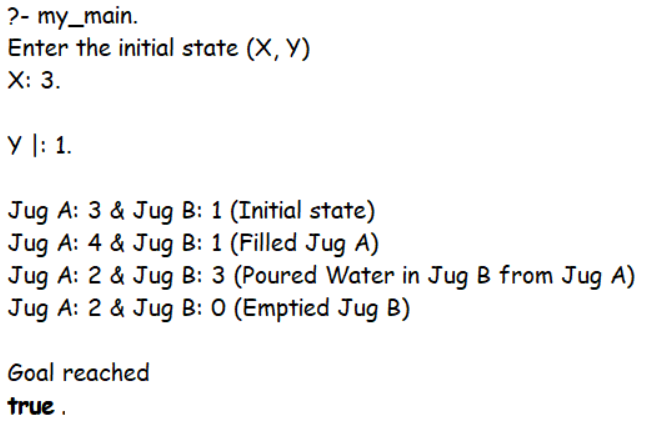 ?- my_main.
Enter the initial state (X, Y)
X: 3.
Y |: 1.
Jug A: 3 & Jug B: 1 (Initial state)
Jug A: 4 & Jug B: 1 (Filled Jug A)
Jug A: 2 & Jug B: 3 (Poured Water in Jug B from Jug A)
Jug A: 2 & Jug B: 0 (Emptied Jug B)
Goal reached
true .